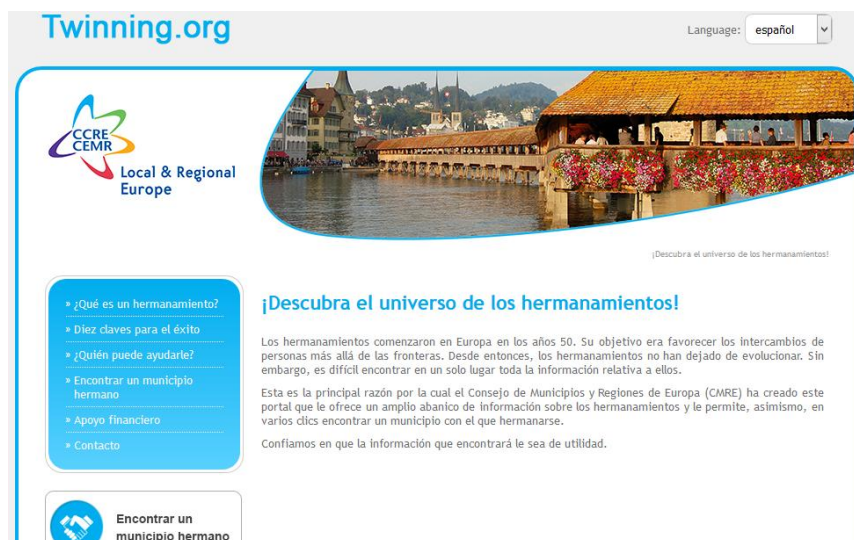 Twinning.org
Language: español
CCRE
CEMR
Local & Regional
Europe
¡Descubra el universo de los hermanamientos!
» ¿Qué es un hermanamiento?
» Diez claves para el éxito
» ¿Quién puede ayudarle?
» Encontrar un municipio
hermano
» Apoyo financiero
» Contacto
¡Descubra el universo de los hermanamientos!
Los hermanamientos comenzaron en Europa en los años 50. Su objetivo era favorecer los intercambios de
personas más allá de las fronteras. Desde entonces, los hermanamientos no han dejado de evolucionar. Sin
embargo, es difícil encontrar en un solo lugar toda la información relativa a ellos.
Esta es la principal razón por la cual el Consejo de Municipios y Regiones de Europa (CMRE) ha creado este
portal que le ofrece un amplio abanico de información sobre los hermanamientos y le permite, asimismo, en
varios clics encontrar un municipio con el que hermanarse.
Confiamos en que la información que encontrará le sea de utilidad.
Encontrar un
municipio hermano